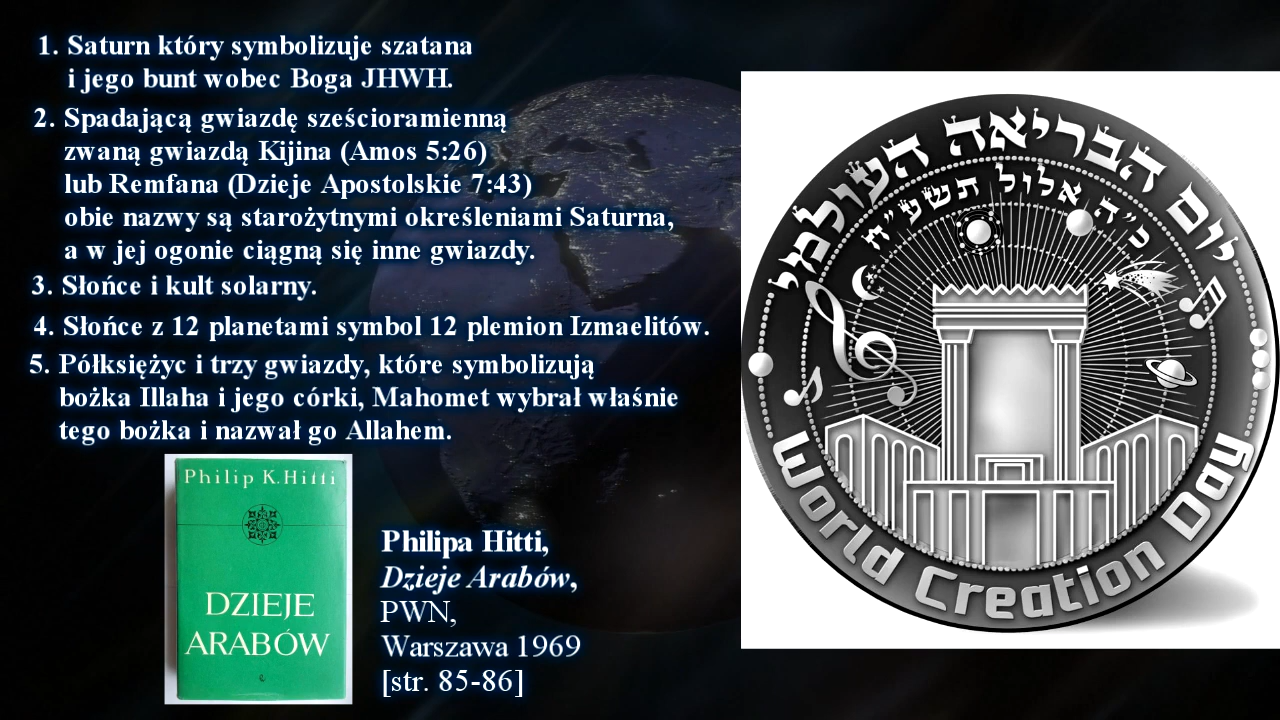 1. Saturn który symbolizuje szatana
i jego bunt wobec Boga JHWH.
2. Spadającą gwiazdę sześcioramienną
zwaną gwiazdą Kijina (Amos 5:26)
lub Remfana (Dzieje Apostolskie 7:43)
obie nazwy są starożytnymi określeniami Saturna,
a w jej ogonie ciągną się inne gwiazdy.
3. Słońce i kult solarny.
4. Słońce z 12 planetami symbol 12 plemion Izmaelitów.
5. Półksiężyc i trzy gwiazdy, które symbolizują
bożka Illaha i jego córki, Mahomet wybrał właśnie
tego bożka i nazwał go Allahem.
Philip K. Hitti
DZIEJE
ARABÓW
Philipa Hitti,
Dzieje Arabów,
PWN,
Warszawa 1969
[str. 85-86]
יום הבריאה העולמי
כ"ה אלול תשע"ח
World Creation Day